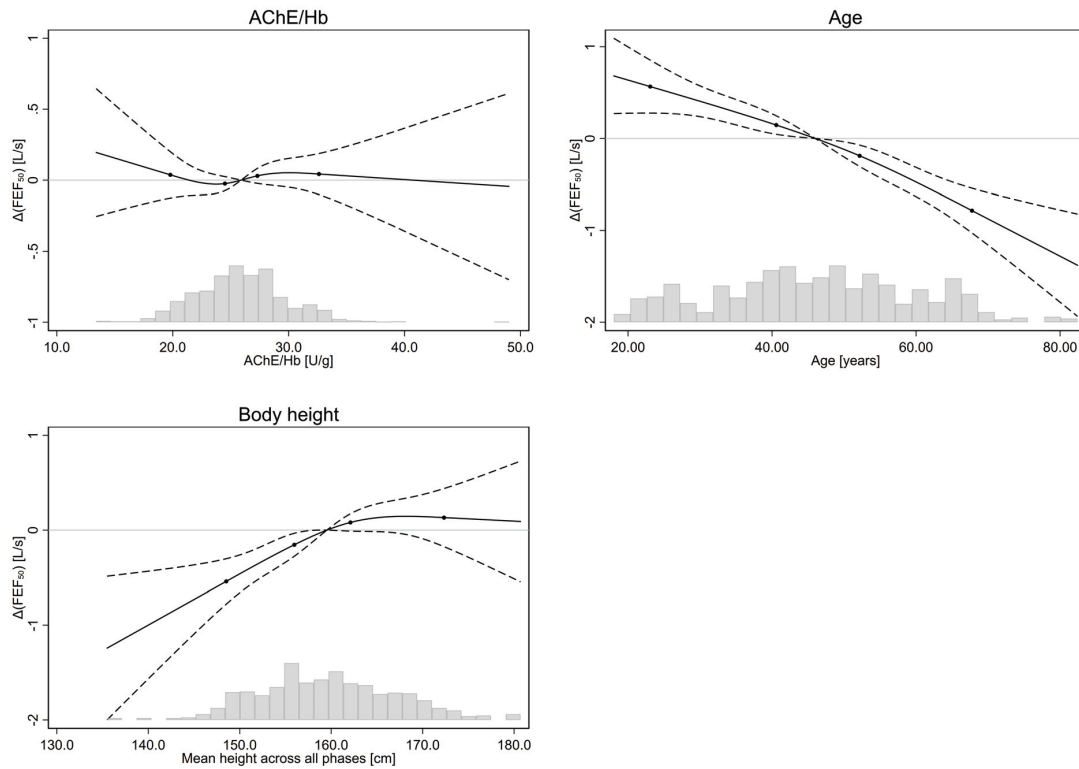 AChE/Hb
Δ(FEF₅₀) [L/s]
1
.5
0
-.5
-1
10.0 20.0 30.0 40.0 50.0
AChE/Hb [U/g]
Age
Δ(FEF₅₀) [L/s]
1
0
-1
-2
20.00 40.00 60.00 80.00
Age [years]
Body height
Δ(FEF₅₀) [L/s]
1
0
-1
-2
130.0 140.0 150.0 160.0 170.0 180.0
Mean height across all phases [cm]